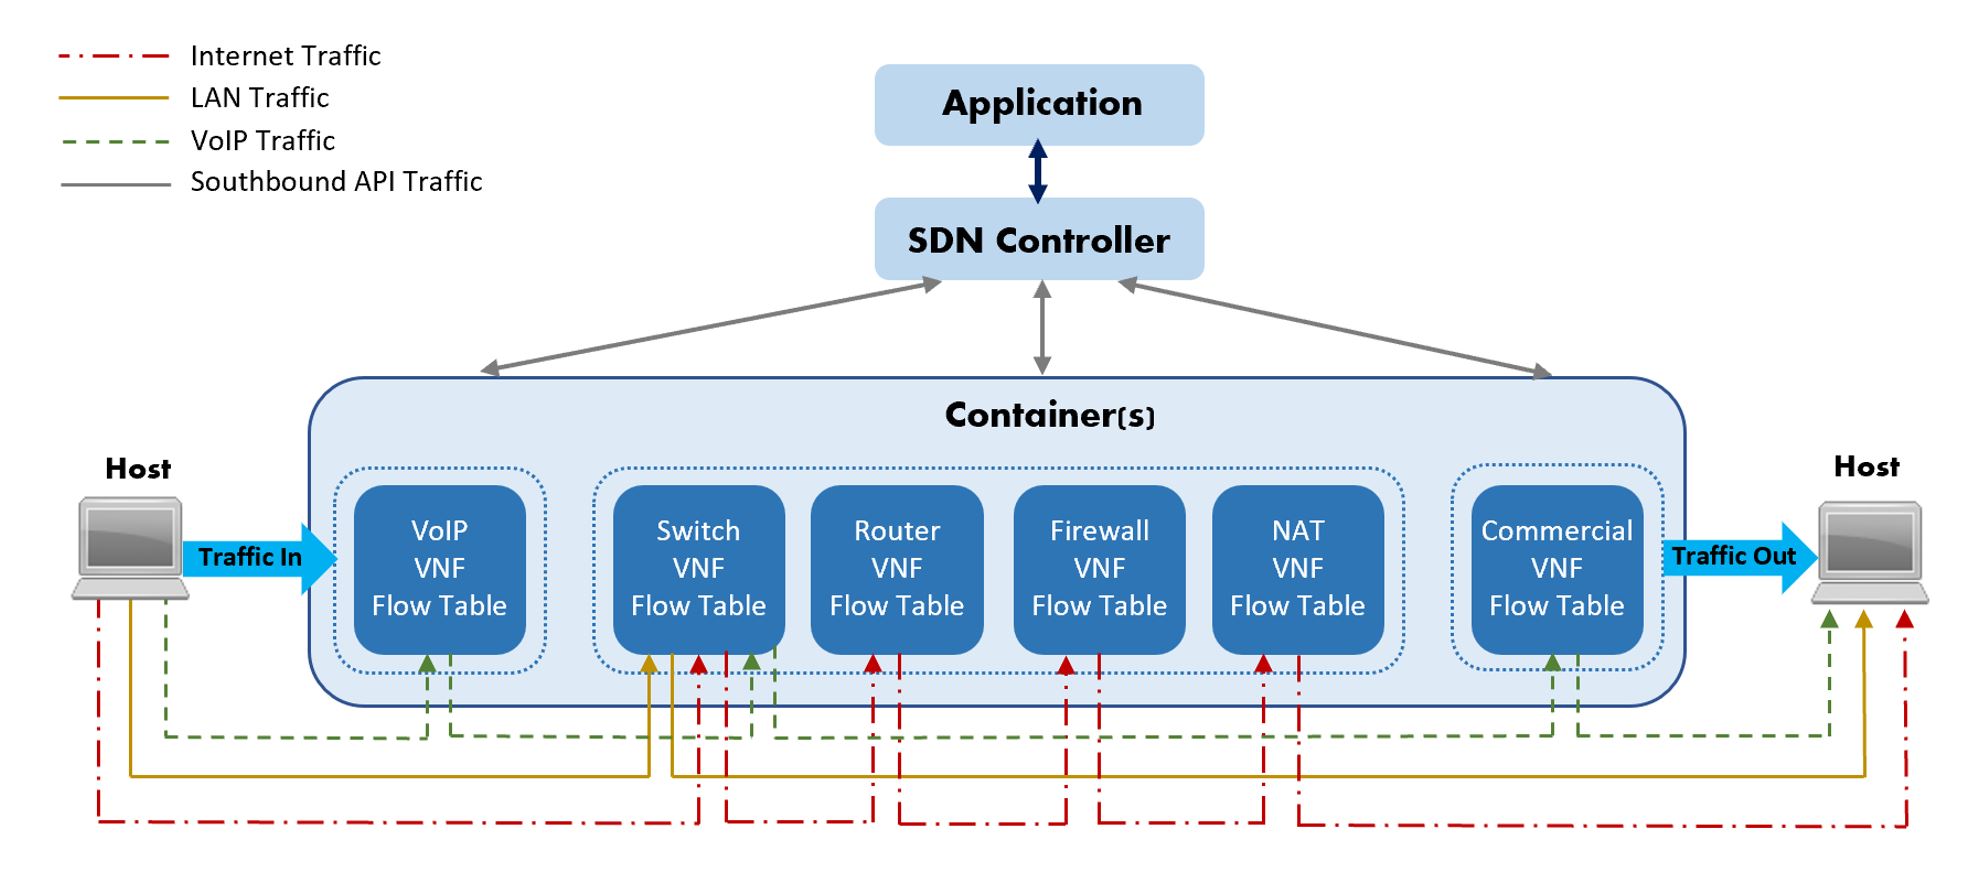 Internet Traffic
LAN Traffic
VoIP Traffic
Southbound API Traffic
Application
SDN Controller
Container(s)
Host
Traffic In
VoIP
VNF
Flow Table
Switch
VNF
Flow Table
Router
VNF
Flow Table
Firewall
VNF
Flow Table
NAT
VNF
Flow Table
Commercial
VNF
Flow Table
Host
Traffic Out